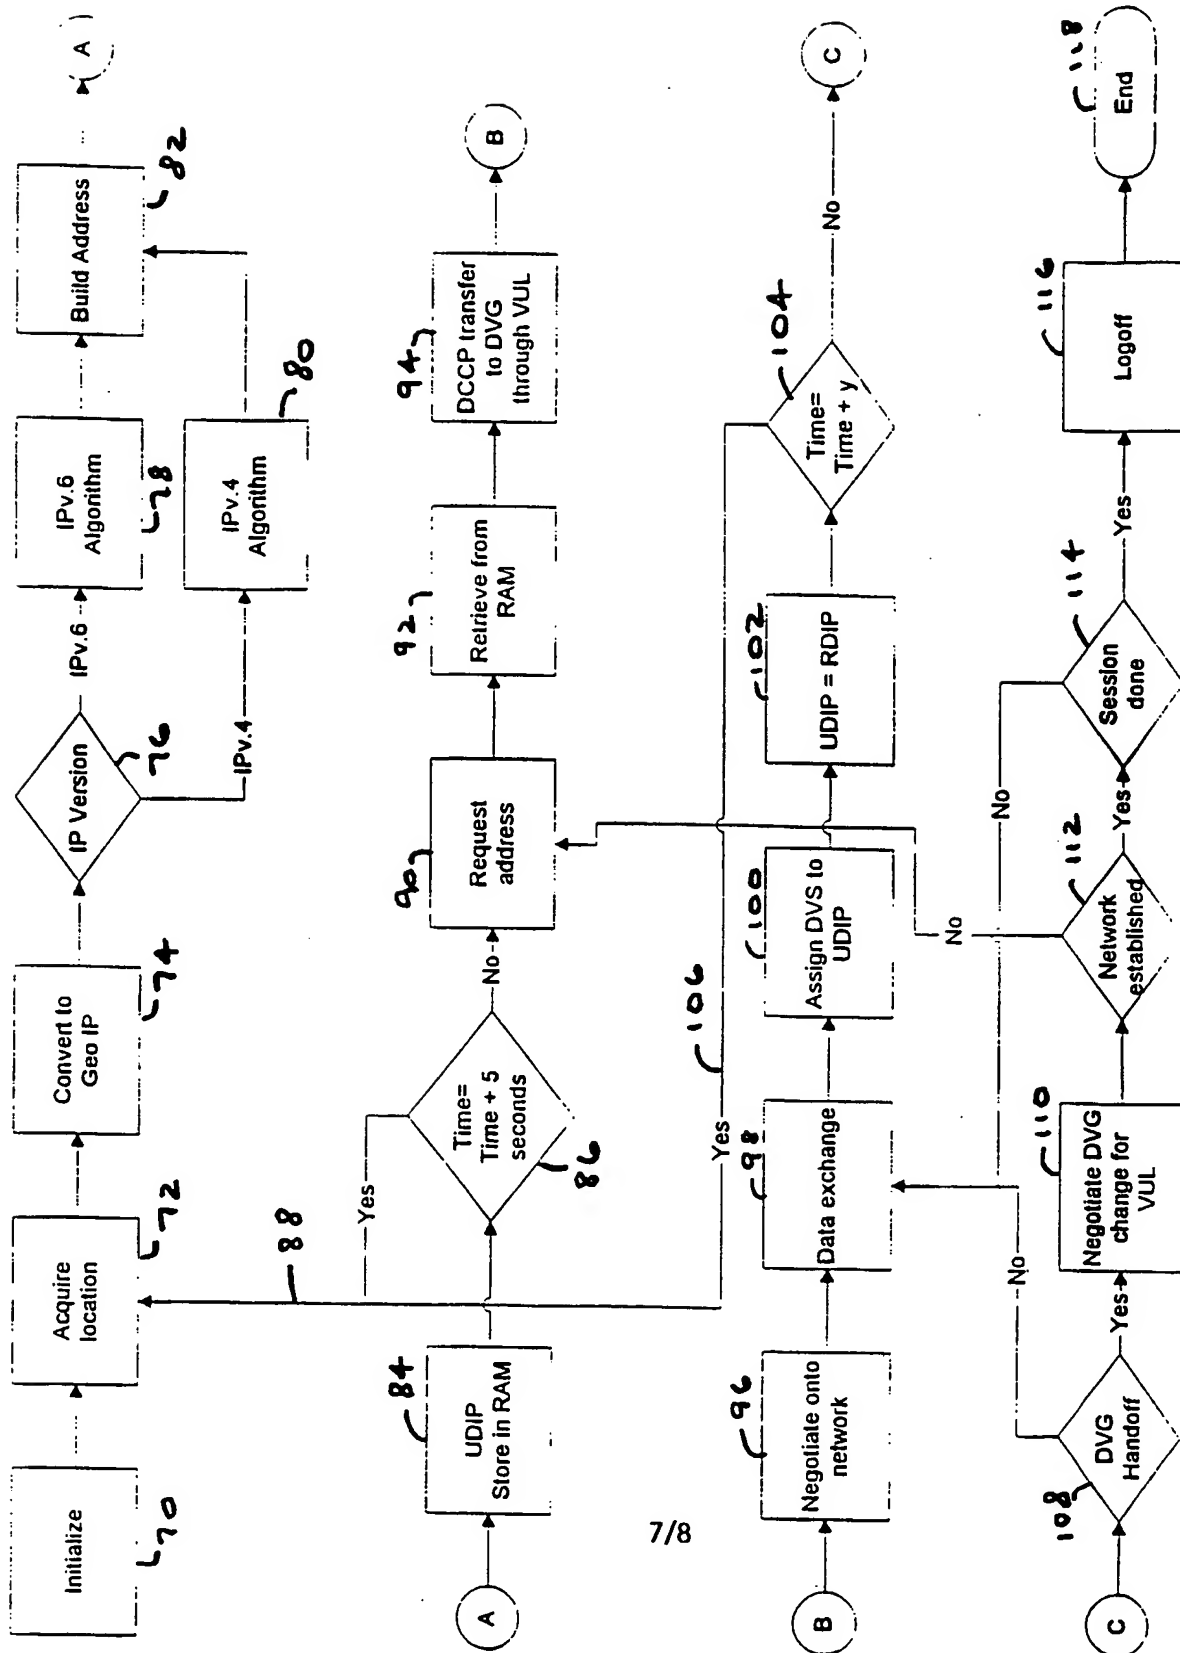 Initialize
70
Acquire
location
72
Convert to
Geo IP
74
IP Version
76
IPv.6
IPv.4
IPv.6
Algorithm
78
IPv.4
Algorithm
80
Build Address
82
A
A
UDIP
Store in RAM
84
Time=
Time + 5
seconds
86
Yes
88
No
Request
address
90
Retrieve from
RAM
92
DCCP transfer
to DVG
through VUL
94
B
B
Negotiate onto
network
96
Data exchange
98
Assign DVS to
UDIP
100
UDIP = RDIP
102
Time=
Time + y
104
Yes
106
No
C
C
DVG
Handoff
108
No
Yes
Negotiate DVG
change for
VUL
110
Network
established
112
No
Yes
Session
done
114
No
Yes
Logoff
116
End
118
7/8